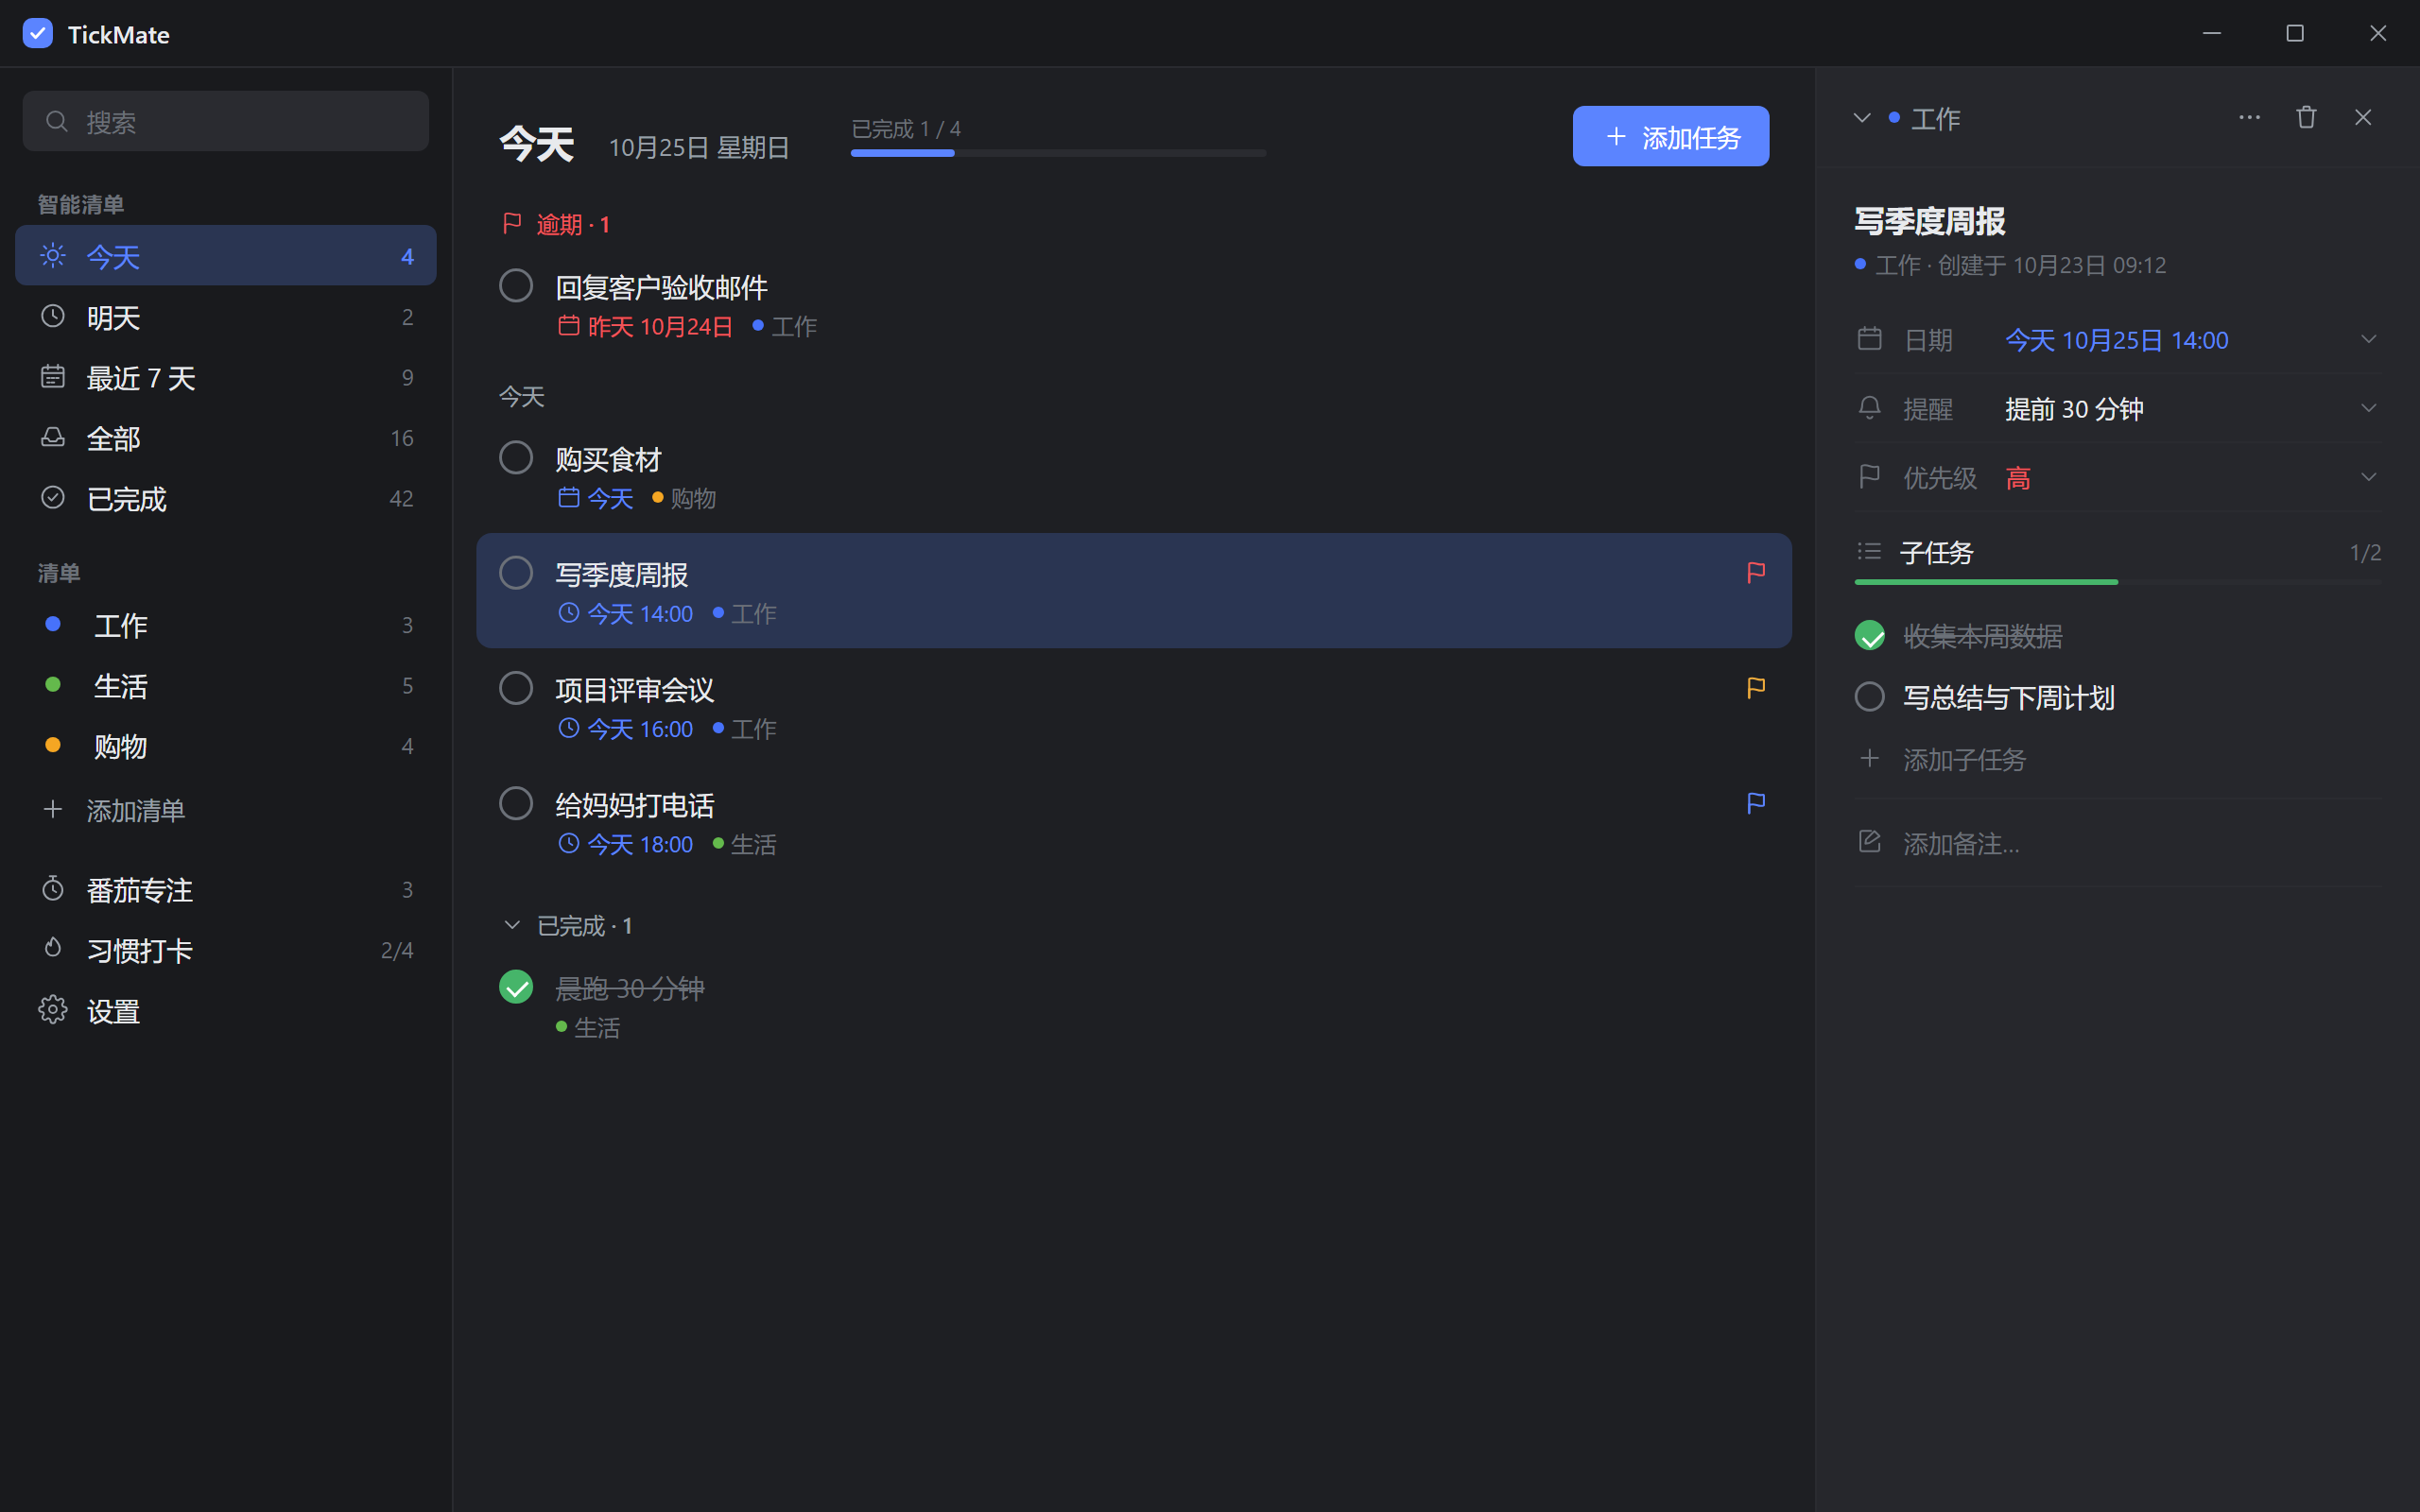 TickMate
搜索
智能清单
今天 4
明天 2
最近 7 天 9
全部 16
已完成 42
清单
工作 3
生活 5
购物 4
添加清单
番茄专注 3
习惯打卡 2/4
设置
今天 10月25日 星期日
已完成 1 / 4
添加任务
逾期 · 1
回复客户验收邮件
昨天 10月24日 工作
今天
购买食材
今天 购物
写季度周报
今天 14:00 工作
项目评审会议
今天 16:00 工作
给妈妈打电话
今天 18:00 生活
已完成 · 1
晨跑 30 分钟
生活
工作
写季度周报
工作 · 创建于 10月23日 09:12
日期 今天 10月25日 14:00
提醒 提前 30 分钟
优先级 高
子任务 1/2
收集本周数据
写总结与下周计划
添加子任务
添加备注...